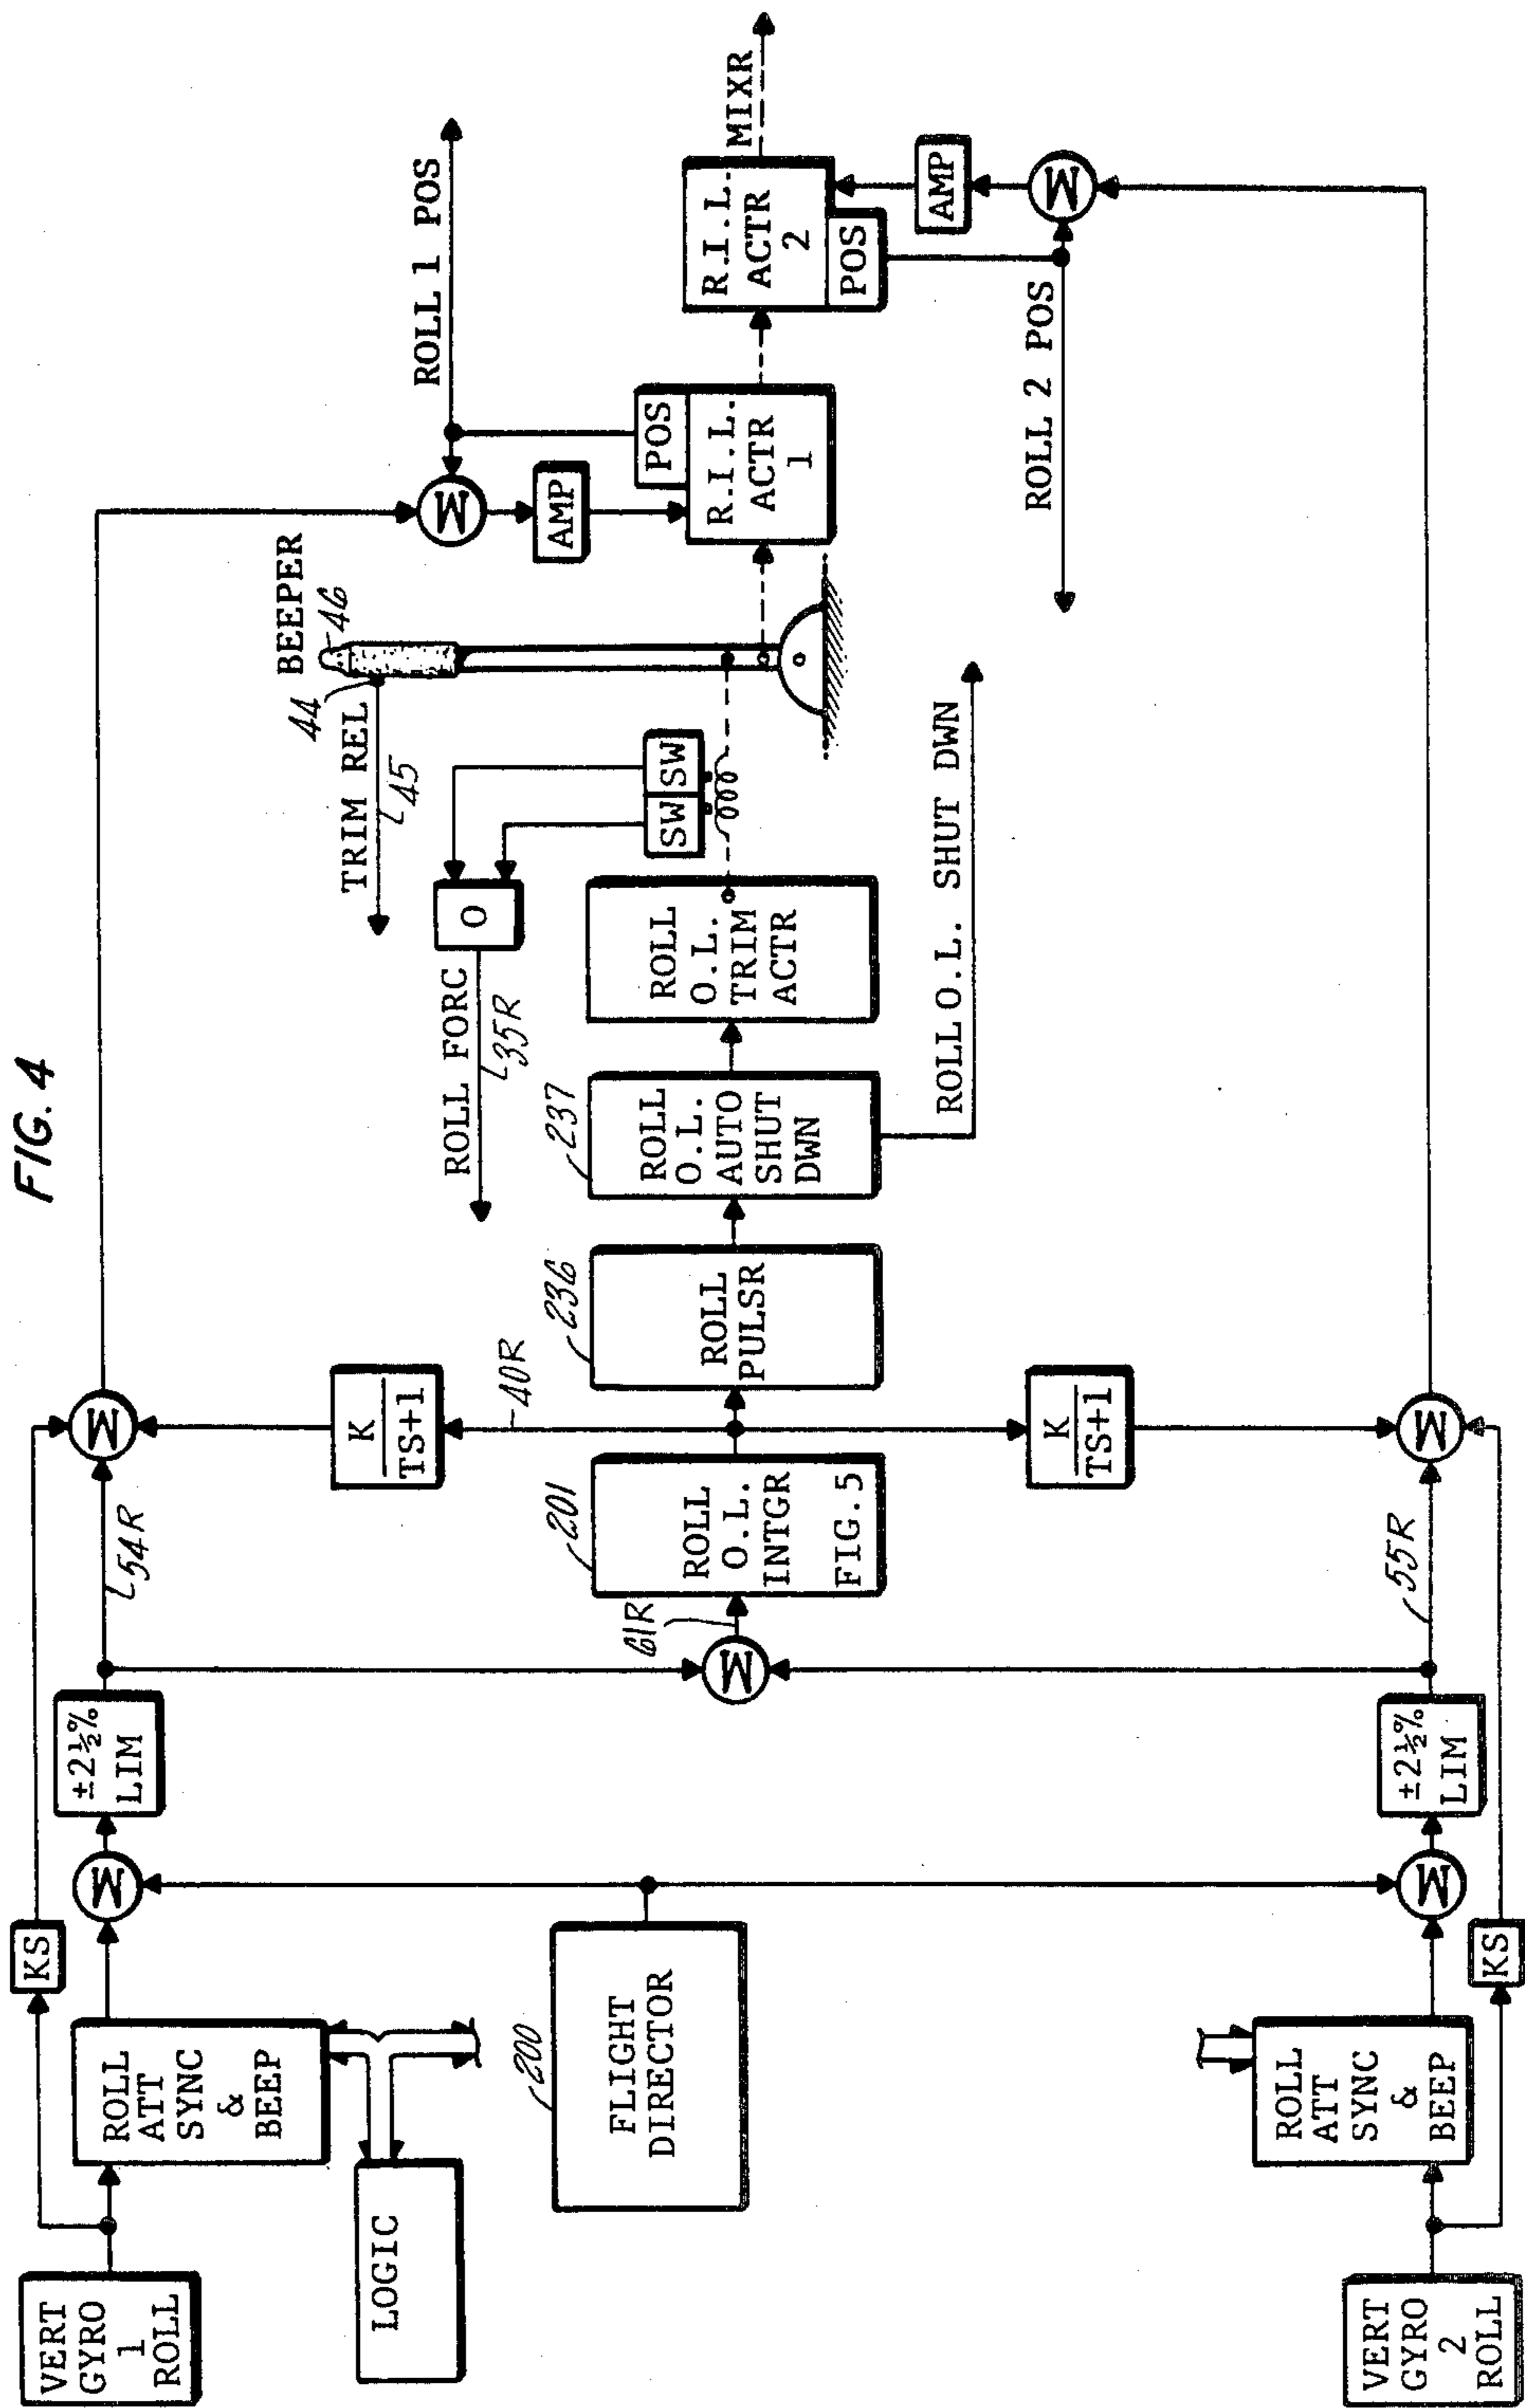 FIG. 4
VERT
GYRO
1
ROLL
KS
ROLL
ATT
SYNC
&
BEEP
LOGIC
Σ
±2½%
LIM
54R
Σ
200
FLIGHT
DIRECTOR
Σ
61R
201
ROLL
O.L.
INTGR
FIG.5
K
TS+1
40R
K
TS+1
236
ROLL
PULSR
237
ROLL
O.L.
AUTO
SHUT
DWN
ROLL O.L. SHUT DWN
ROLL
O.L.
TRIM
ACTR
ROLL FORC
35R
O
SW
SW
TRIM REL
45
44
46
BEEPER
Σ
AMP
ROLL 1 POS
POS
R.I.L.
ACTR
1
R.I.L.
ACTR
2
POS
MIXR
AMP
Σ
ROLL 2 POS
VERT
GYRO
2
ROLL
ROLL
ATT
SYNC
&
BEEP
KS
Σ
±2½%
LIM
55R
Σ